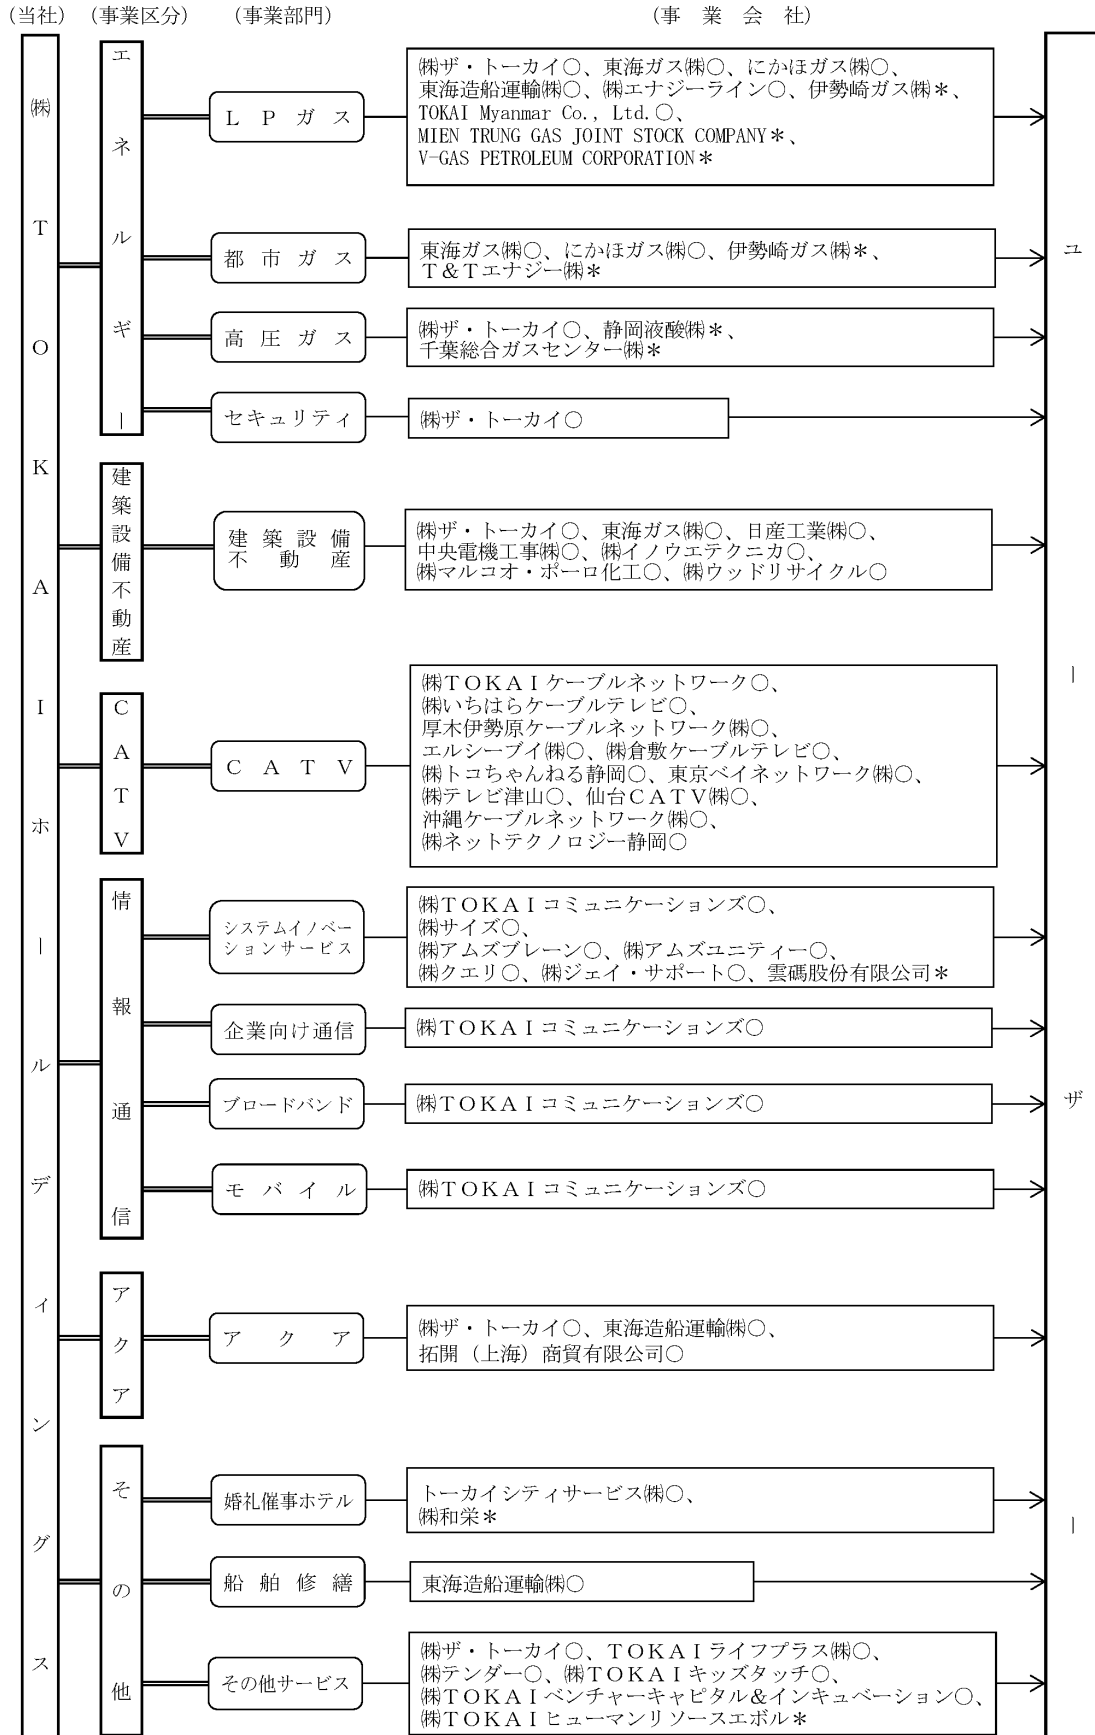 (当社) (事業区分) (事業部門) (事 業 会 社)
㈱TOKAIホールディングス
エネルギー
LPガス
㈱ザ・トーカイ○、東海ガス㈱○、にかほガス㈱○、
東海造船運輸㈱○、㈱エナジーライン○、伊勢崎ガス㈱＊、
TOKAI Myanmar Co., Ltd.○、
MIEN TRUNG GAS JOINT STOCK COMPANY＊、
V-GAS PETROLEUM CORPORATION＊
都市ガス
東海ガス㈱○、にかほガス㈱○、伊勢崎ガス㈱＊、
T＆Tエナジー㈱＊
高圧ガス
㈱ザ・トーカイ○、静岡液酸㈱＊、
千葉総合ガスセンター㈱＊
セキュリティ
㈱ザ・トーカイ○
建築設備不動産
建築設備
不動産
㈱ザ・トーカイ○、東海ガス㈱○、日産工業㈱○、
中央電機工事㈱○、㈱イノウエテクニカ○、
㈱マルコオ・ポーロ化工○、㈱ウッドリサイクル○
CATV
CATV
㈱TOKAIケーブルネットワーク○、
㈱いちはらケーブルテレビ○、
厚木伊勢原ケーブルネットワーク㈱○、
エルシーブイ㈱○、㈱倉敷ケーブルテレビ○、
㈱トコちゃんねる静岡○、東京ベイネットワーク㈱○、
㈱テレビ津山○、仙台CATV㈱○、
沖縄ケーブルネットワーク㈱○、
㈱ネットテクノロジー静岡○
情報通信
システムイノベー
ションサービス
㈱TOKAIコミュニケーションズ○、
㈱サイズ○、
㈱アムズブレーン○、㈱アムズユニティー○、
㈱クエリ○、㈱ジェイ・サポート○、雲碼股份有限公司＊
企業向け通信
㈱TOKAIコミュニケーションズ○
ブロードバンド
㈱TOKAIコミュニケーションズ○
モバイル
㈱TOKAIコミュニケーションズ○
アクア
アクア
㈱ザ・トーカイ○、東海造船運輸㈱○、
拓開（上海）商貿有限公司○
その他
婚礼催事ホテル
トーカイシティサービス㈱○、
㈱和栄＊
船舶修繕
東海造船運輸㈱○
その他サービス
㈱ザ・トーカイ○、TOKAIライフプラス㈱○、
㈱テンダー○、㈱TOKAIキッズタッチ○、
㈱TOKAIベンチャーキャピタル&インキュベーション○、
㈱TOKAIヒューマンリソースエボル＊
ユーザー